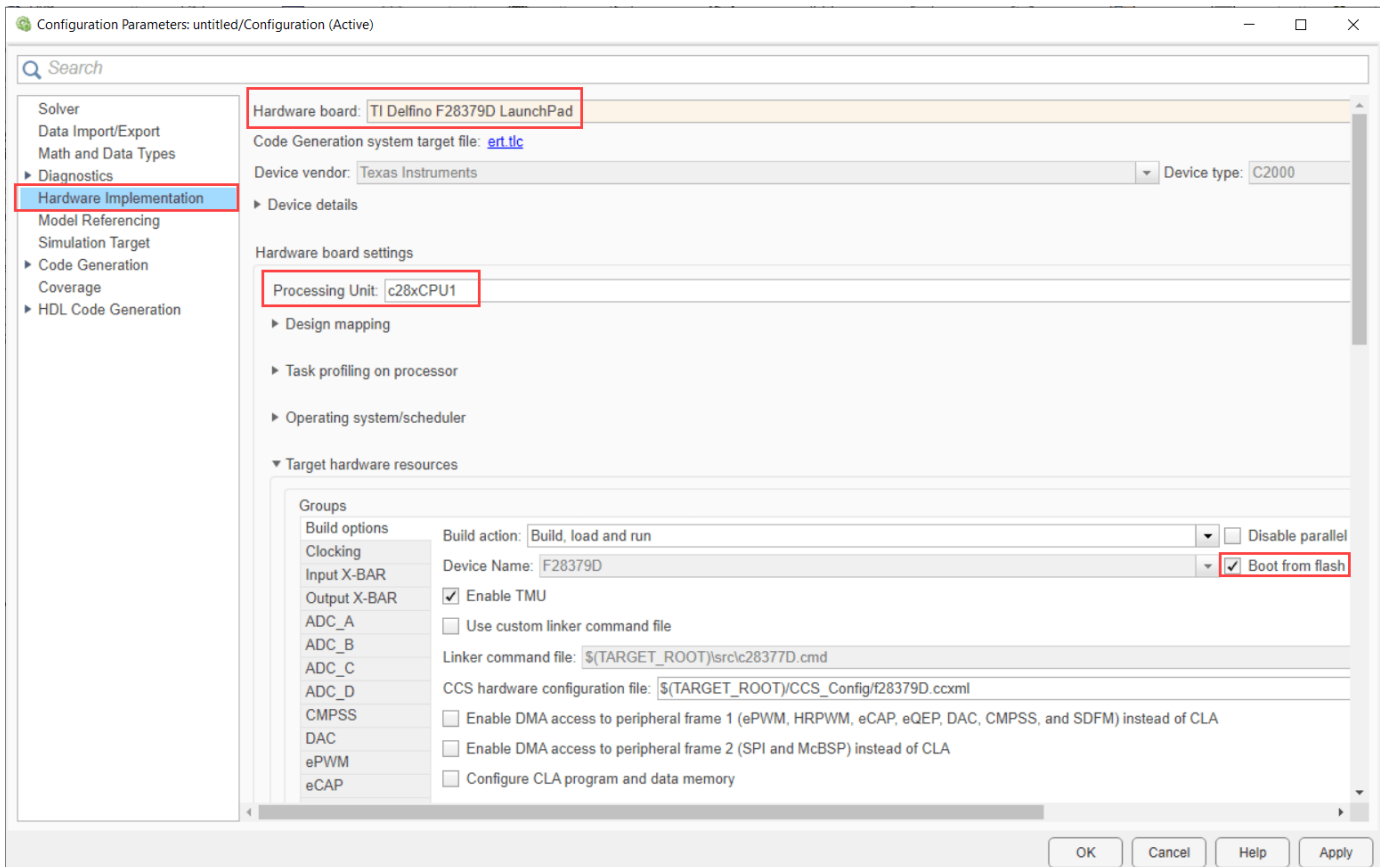 Configuration Parameters: untitled/Configuration (Active)
Search
Solver
Data Import/Export
Math and Data Types
Diagnostics
Hardware Implementation
Model Referencing
Simulation Target
Code Generation
Coverage
HDL Code Generation
Hardware board: TI Delfino F28379D LaunchPad
Code Generation system target file: ert.tlc
Device vendor: Texas Instruments Device type: C2000
Device details
Hardware board settings
Processing Unit: c28xCPU1
Design mapping
Task profiling on processor
Operating system/scheduler
Target hardware resources
Groups
Build options
Clocking
Input X-BAR
Output X-BAR
ADC_A
ADC_B
ADC_C
ADC_D
CMPSS
DAC
ePWM
eCAP
Build action: Build, load and run Disable parallel
Device Name: F28379D Boot from flash
Enable TMU
Use custom linker command file
Linker command file: $(TARGET_ROOT)\src\c28377D.cmd
CCS hardware configuration file: $(TARGET_ROOT)/CCS_Config/f28379D.ccxml
Enable DMA access to peripheral frame 1 (ePWM, HRPWM, eCAP, eQEP, DAC, CMPSS, and SDFM) instead of CLA
Enable DMA access to peripheral frame 2 (SPI and McBSP) instead of CLA
Configure CLA program and data memory
OK Cancel Help Apply